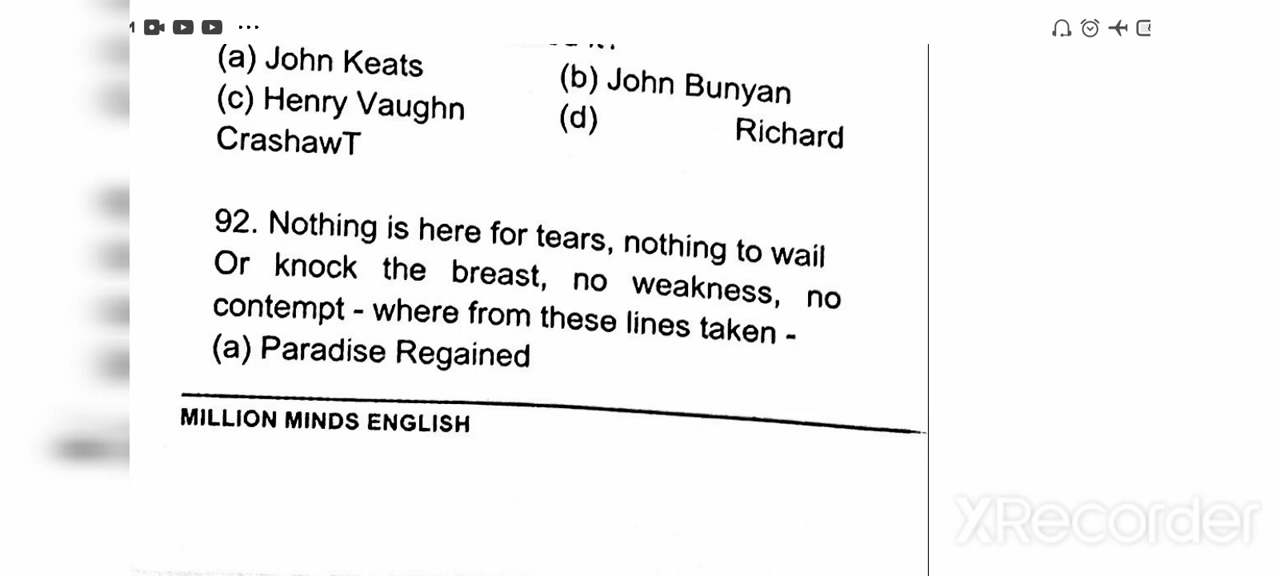 (a) John Keats (b) John Bunyan
(c) Henry Vaughn (d) Richard
CrashawT
92. Nothing is here for tears, nothing to wail
Or knock the breast, no weakness, no
contempt - where from these lines taken -
(a) Paradise Regained
MILLION MINDS ENGLISH
XRecorder